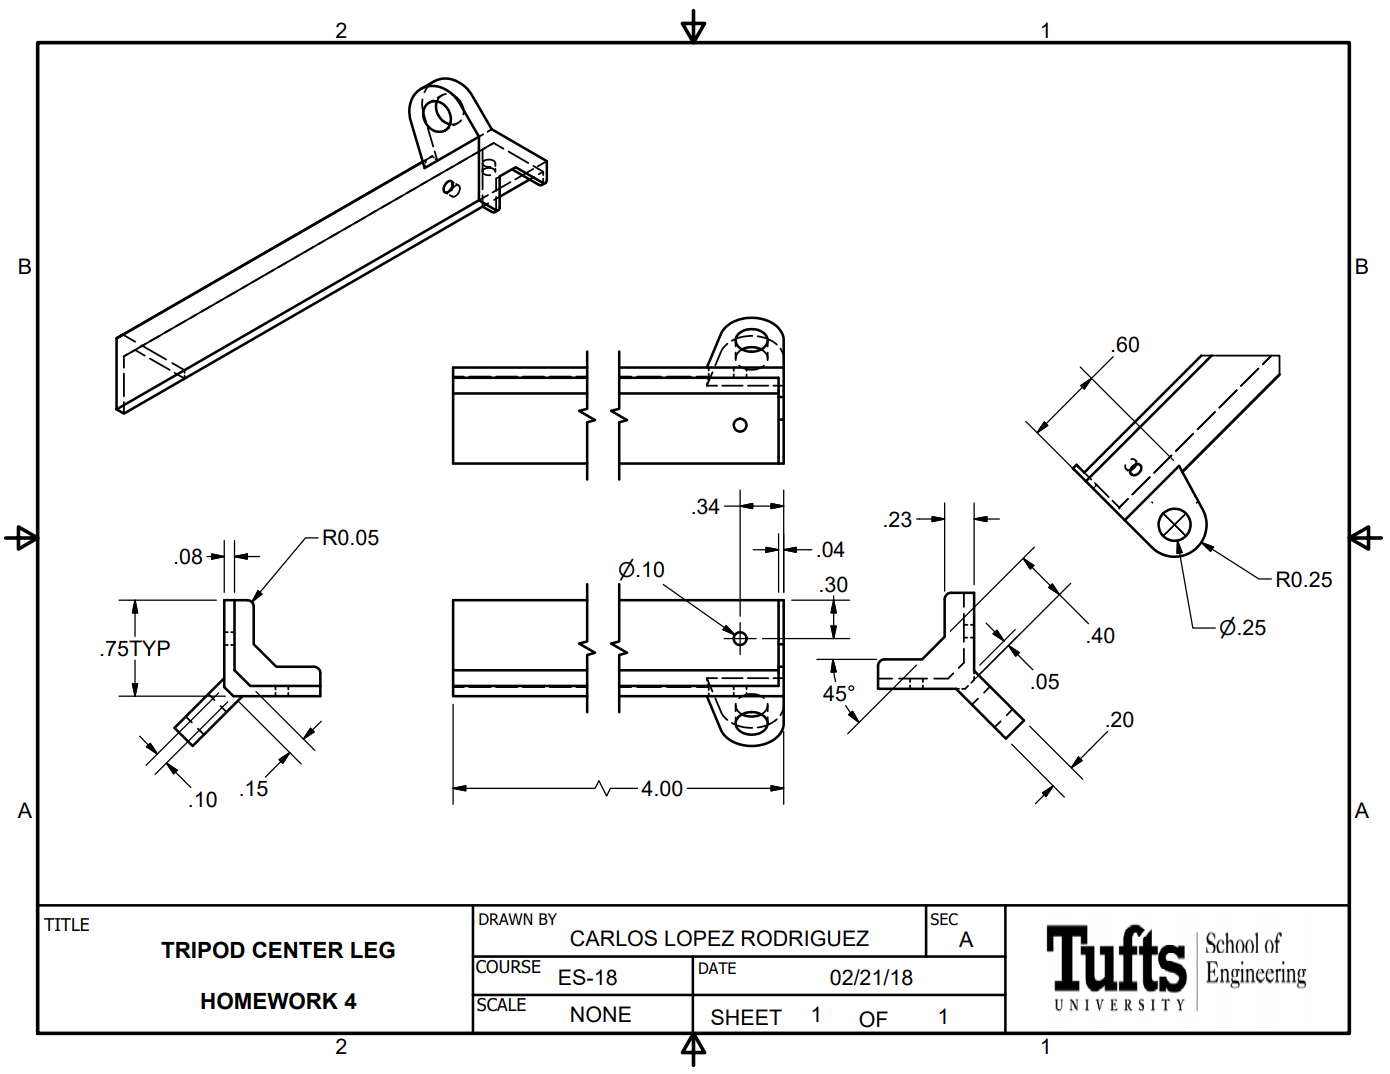 2
1
B
B
.60
.34
.23
R0.05
.08
.04
Ø.10
.30
R0.25
Ø.25
.75TYP
.40
45°
.05
.20
.10
.15
4.00
A
A
TITLE
TRIPOD CENTER LEG
HOMEWORK 4
DRAWN BY
CARLOS LOPEZ RODRIGUEZ
SEC
A
COURSE
ES-18
DATE
02/21/18
SCALE
NONE
SHEET 1 OF 1
Tufts
UNIVERSITY
School of
Engineering
2
1